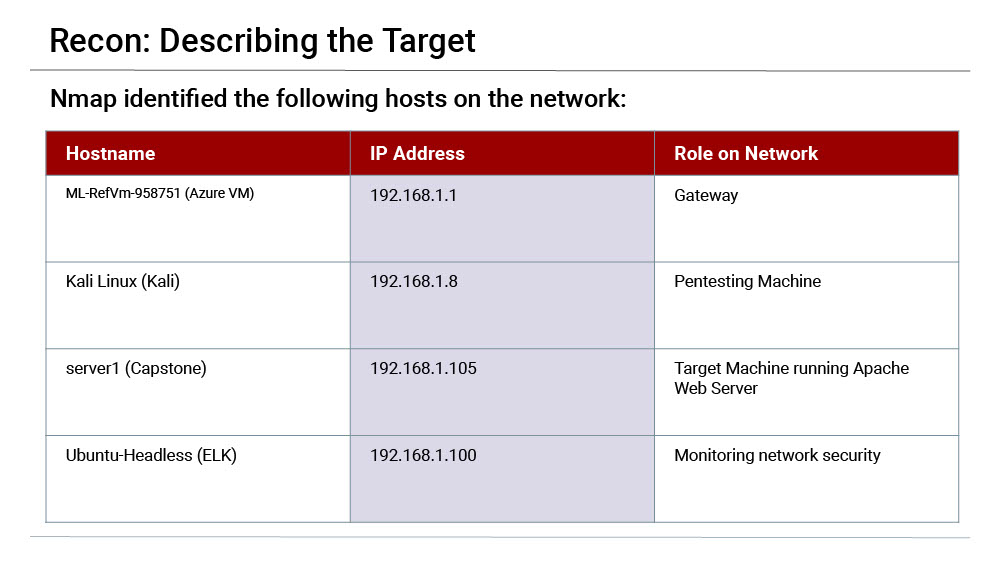 Recon: Describing the Target
Nmap identified the following hosts on the network:
Hostname IP Address Role on Network
ML-RefVm-958751 (Azure VM) 192.168.1.1 Gateway
Kali Linux (Kali) 192.168.1.8 Pentesting Machine
server1 (Capstone) 192.168.1.105 Target Machine running Apache
Web Server
Ubuntu-Headless (ELK) 192.168.1.100 Monitoring network security